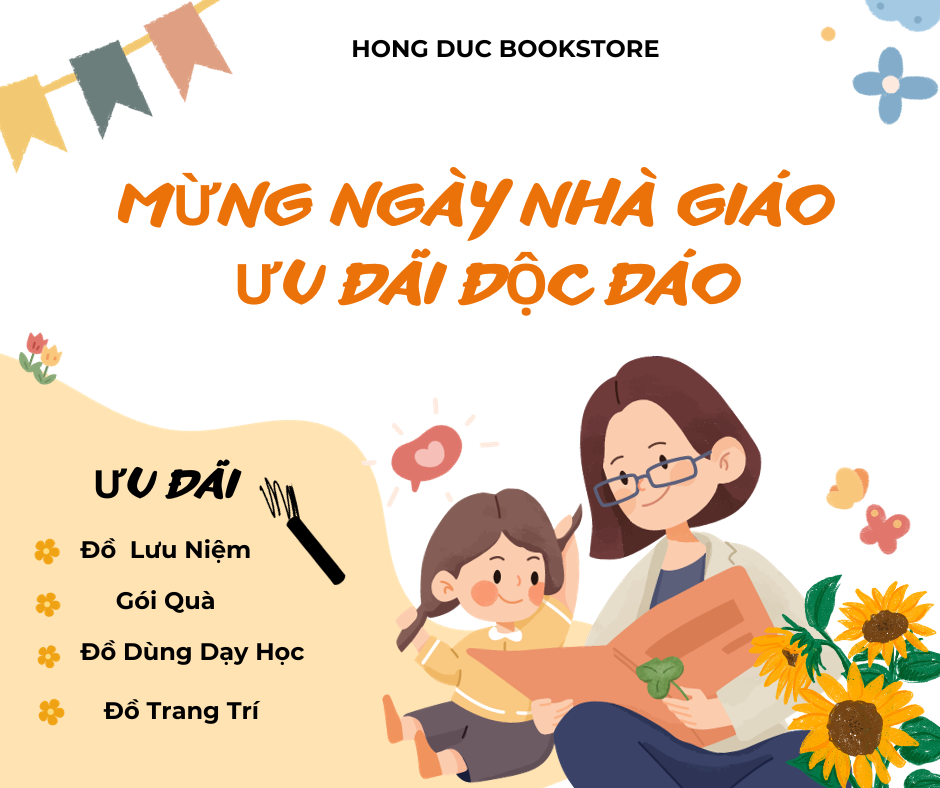 HONG DUC BOOKSTORE
MỪNG NGÀY NHÀ GIÁO
ƯU ĐÃI ĐỘC ĐÁO
ƯU ĐÃI
Đồ Lưu Niệm
Gói Quà
Đồ Dùng Dạy Học
Đồ Trang Trí